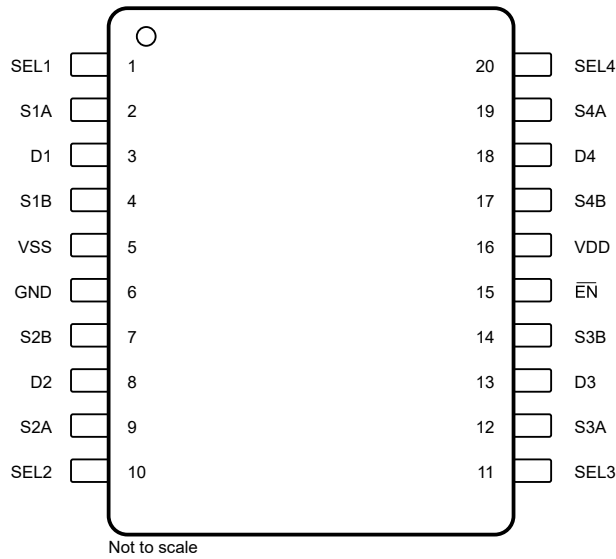 SEL1 1 20 SEL4
S1A 2 19 S4A
D1 3 18 D4
S1B 4 17 S4B
VSS 5 16 VDD
GND 6 15 E̅N̅
S2B 7 14 S3B
D2 8 13 D3
S2A 9 12 S3A
SEL2 10 11 SEL3
Not to scale